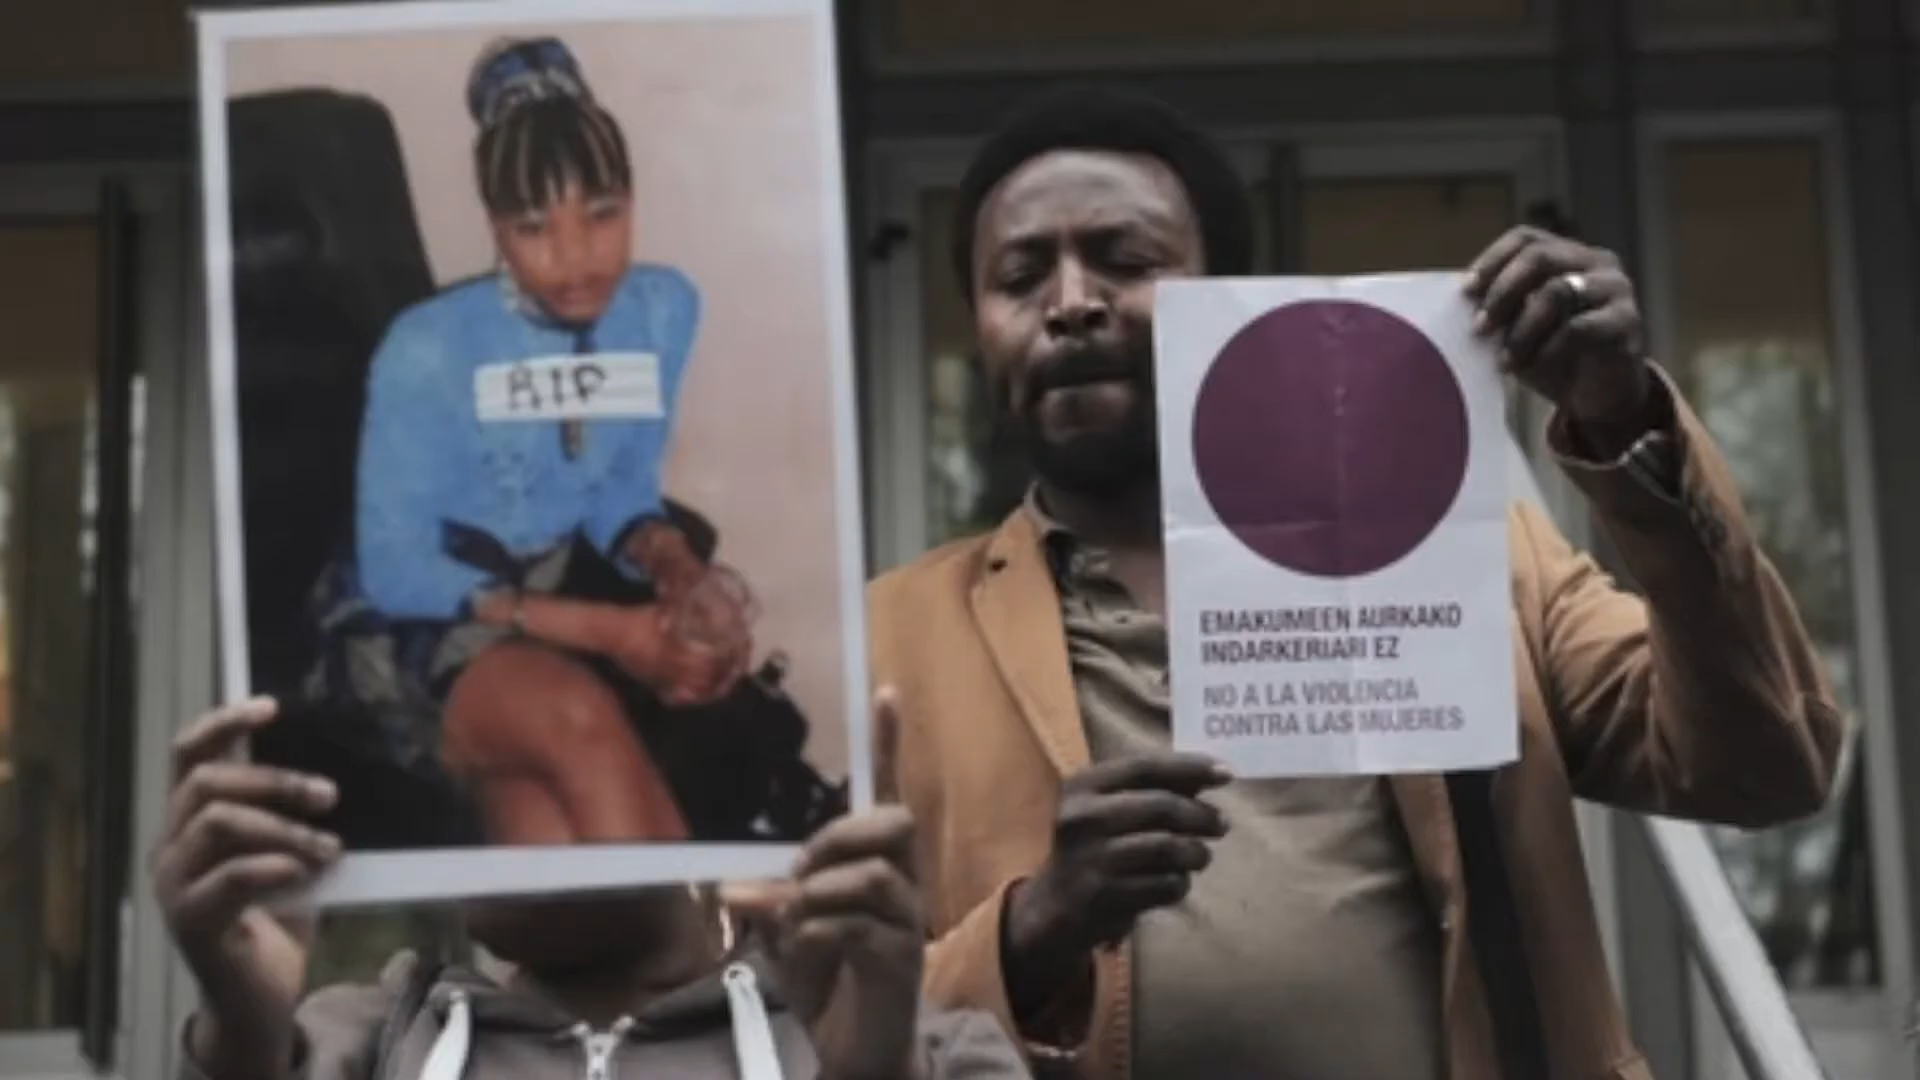 RIP
EMAKUMEEN AURKAKO
INDARKERIARI EZ
NO A LA VIOLENCIA
CONTRA LAS MUJERES